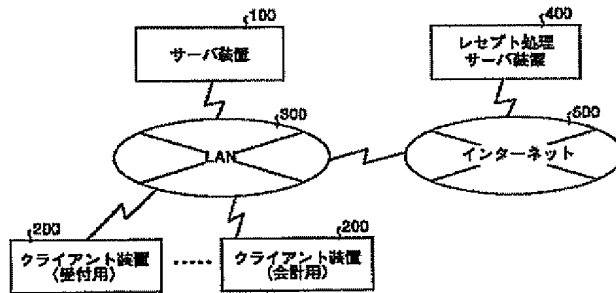 100
サーバ装置
400
レセプト処理
サーバ装置
300
LAN
500
インターネット
200
クライアント装置
(受付用)
.....
200
クライアント装置
(会計用)